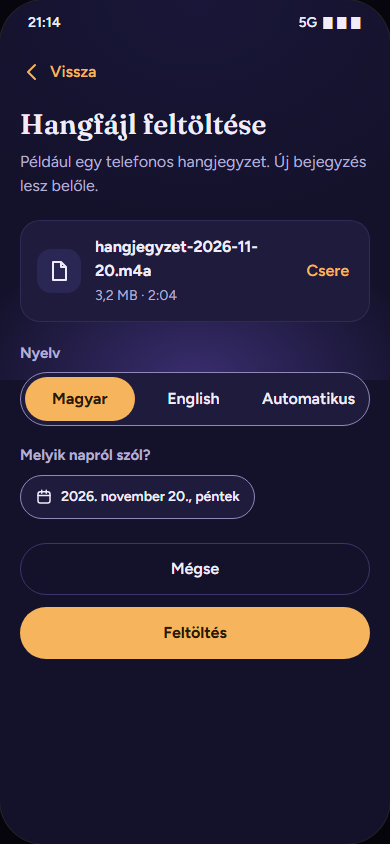 21:14
5G
Vissza
Hangfájl feltöltése
Például egy telefonos hangjegyzet. Új bejegyzés
lesz belőle.
hangjegyzet-2026-11-
20.m4a
3,2 MB · 2:04
Csere
Nyelv
Magyar English Automatikus
Melyik napról szól?
2026. november 20., péntek
Mégse
Feltöltés